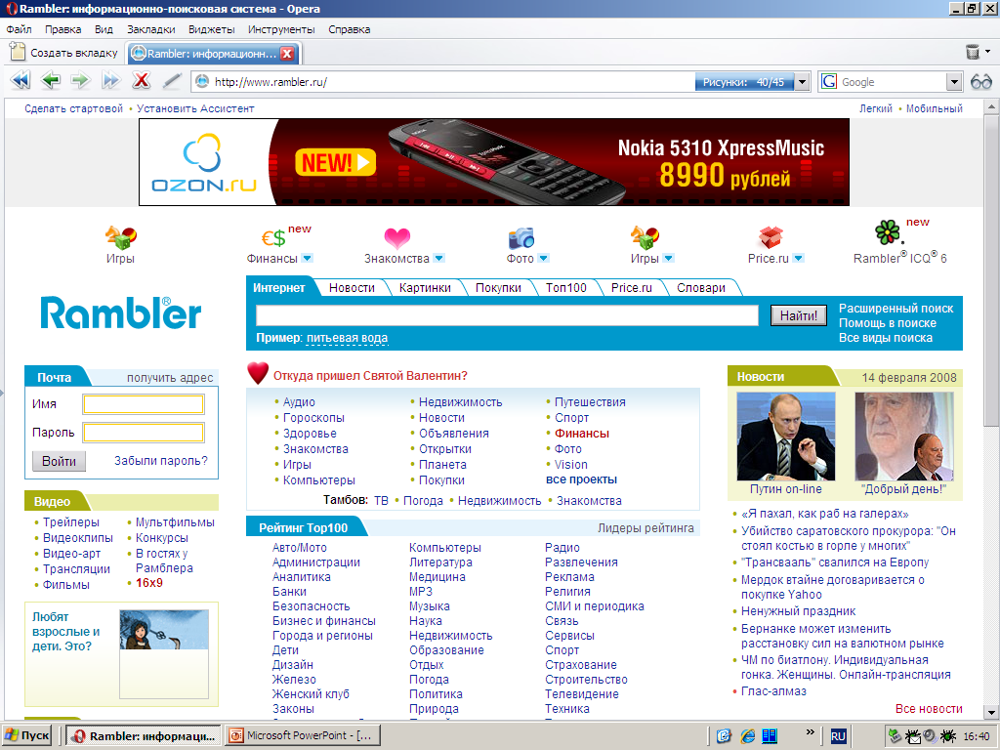 Rambler: информационно-поисковая система - Opera
Файл Правка Вид Закладки Виджеты Инструменты Справка
Создать вкладку Rambler: информационн...
http://www.rambler.ru/ Рисунки: 40/45 Google
Сделать стартовой • Установить Ассистент Легкий • Мобильный
OZON.ru NEW! Nokia 5310 XpressMusic
8990 рублей
Игры Финансы new Знакомства Фото Игры Price.ru Rambler® ICQ® 6 new
Rambler®
Интернет Новости Картинки Покупки Топ100 Price.ru Словари
Найти!
Расширенный поиск
Помощь в поиске
Все виды поиска
Пример: питьевая вода
Почта получить адрес
Имя
Пароль
Войти Забыли пароль?
Видео
• Трейлеры • Мультфильмы
• Видеоклипы • Конкурсы
• Видео-арт • В гостях у
• Трансляции Рамблера
• Фильмы • 16x9
Любят
взрослые и
дети. Это?
Откуда пришел Святой Валентин?
• Аудио • Недвижимость • Путешествия
• Гороскопы • Новости • Спорт
• Здоровье • Объявления • Финансы
• Знакомства • Открытки • Фото
• Игры • Планета • Vision
• Компьютеры • Покупки все проекты
Тамбов: ТВ • Погода • Недвижимость • Знакомства
Рейтинг Top100 Лидеры рейтинга
Авто/Мото Компьютеры Радио
Администрации Литература Развлечения
Аналитика Медицина Реклама
Банки MP3 Религия
Безопасность Музыка СМИ и периодика
Бизнес и финансы Наука Связь
Города и регионы Недвижимость Сервисы
Дети Образование Спорт
Дизайн Отдых Страхование
Железо Погода Строительство
Женский клуб Политика Телевидение
Законы Природа Техника
Новости 14 февраля 2008
Путин on-line "Добрый день!"
• «Я пахал, как раб на галерах»
• Убийство саратовского прокурора: "Он
стоял костью в горле у многих"
• "Трансвааль" свалился на Европу
• Мердок втайне договаривается о
покупке Yahoo
• Ненужный праздник
• Бернанке может изменить
расстановку сил на валютном рынке
• ЧМ по биатлону. Индивидуальная
гонка. Женщины. Онлайн-трансляция
• Глас-алмаз
Все новости
Пуск Rambler: информаци... Microsoft PowerPoint - [... » RU 16:40